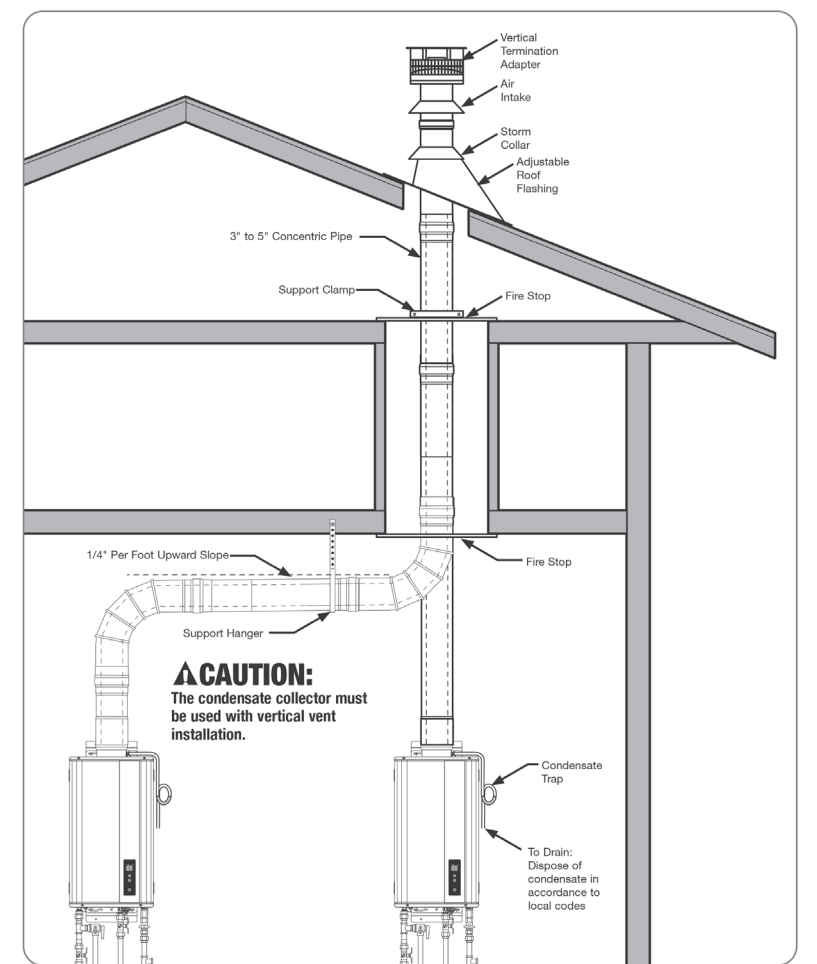 Vertical
Termination
Adapter
Air
Intake
Storm
Collar
Adjustable
Roof
Flashing
3" to 5" Concentric Pipe
Support Clamp
Fire Stop
1/4" Per Foot Upward Slope
Fire Stop
Support Hanger
CAUTION:
The condensate collector must
be used with vertical vent
installation.
Condensate
Trap
To Drain:
Dispose of
condensate in
accordance to
local codes